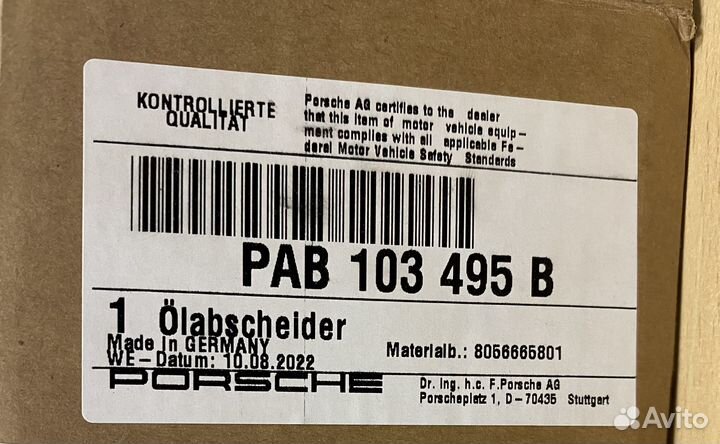 KONTROLLIERTE
QUALITÄT
Porsche AG certifies to the dealer
that this item of motor vehicle equip-
ment complies with all applicable Fe-
deral Motor Vehicle Safety Standards
PAB 103 495 B
1 Ölabscheider
Made in GERMANY
WE-Datum: 10.08.2022
Materialb.: 8056665801
PORSCHE
Dr. Ing. h.c. F.Porsche AG
Porscheplatz 1, D-70435 Stuttgart
Avito